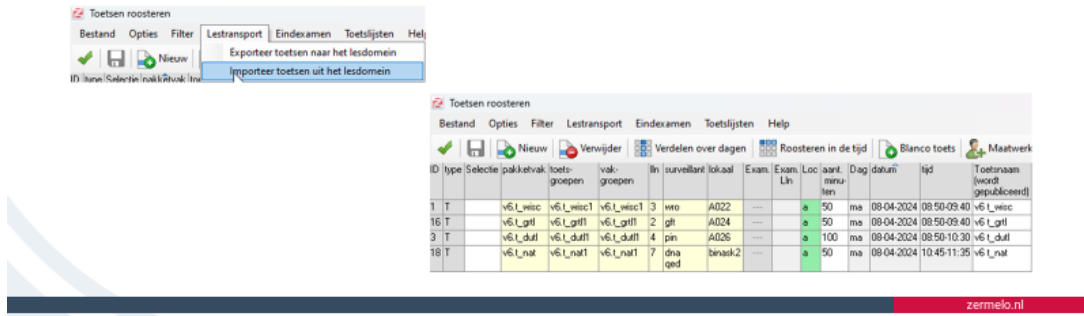 Toetsen roosteren
Bestand Opties Filter Lestransport Eindexamen Toetslijsten Help
Nieuw Exporteer toetsen naar het lesdomein
Importeer toetsen uit het lesdomein
ID type Selectie pakketvak
Toetsen roosteren
Bestand Opties Filter Lestransport Eindexamen Toetslijsten Help
Nieuw Verwijder Verdelen over dagen Roosteren in de tijd Blanco toets Maatwerk
ID type Selectie pakketvak toets- vak- lln surveillant lokaal Exam. Exam. Loc aant. Dag datum tijd Toetsnaam
groepen groepen Lln minu- (wordt
ten gepubliceerd)
1 T v6.t_wisc v6.t_wisc1 v6.t_wisc1 3 wro A022 --- a 50 ma 08-04-2024 08:50-09:40 v6 t_wisc
16 T v6.t_grtl v6.t_grtl1 v6.t_grtl1 2 gft A024 --- a 50 ma 08-04-2024 08:50-09:40 v6 t_grtl
3 T v6.t_dutl v6.t_dutl1 v6.t_dutl1 4 pin A026 --- a 100 ma 08-04-2024 08:50-10:30 v6 t_dutl
18 T v6.t_nat v6.t_nat1 v6.t_nat1 7 dna binask2 --- a 50 ma 08-04-2024 10:45-11:35 v6 t_nat
qed
zermelo.nl